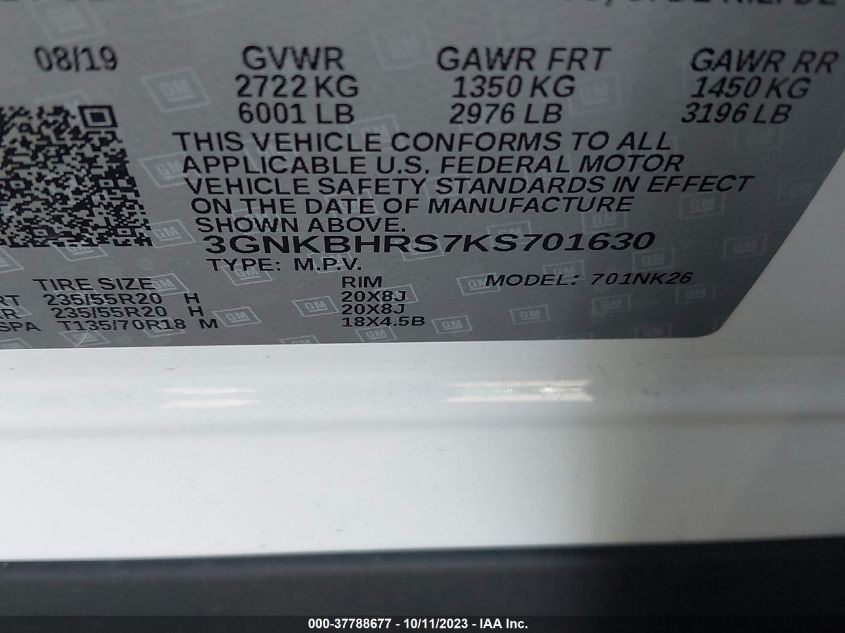 08/19 GVWR GAWR FRT GAWR RR
2722 KG 1350 KG 1450 KG
6001 LB 2976 LB 3196 LB
THIS VEHICLE CONFORMS TO ALL
APPLICABLE U.S. FEDERAL MOTOR
VEHICLE SAFETY STANDARDS IN EFFECT
ON THE DATE OF MANUFACTURE
SHOWN ABOVE.
3GNKBHRS7KS701630
TYPE: M.P.V. MODEL: 701NK26
TIRE SIZE RIM
RT 235/55R20 H 20X8J
R 235/55R20 H 20X8J
SPA T135/70R18 M 18X4.5B
000-37788677 - 10/11/2023 - IAA Inc.